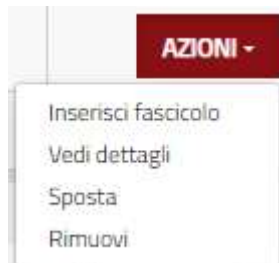 AZIONI -
Inserisci fascicolo
Vedi dettagli
Sposta
Rimuovi